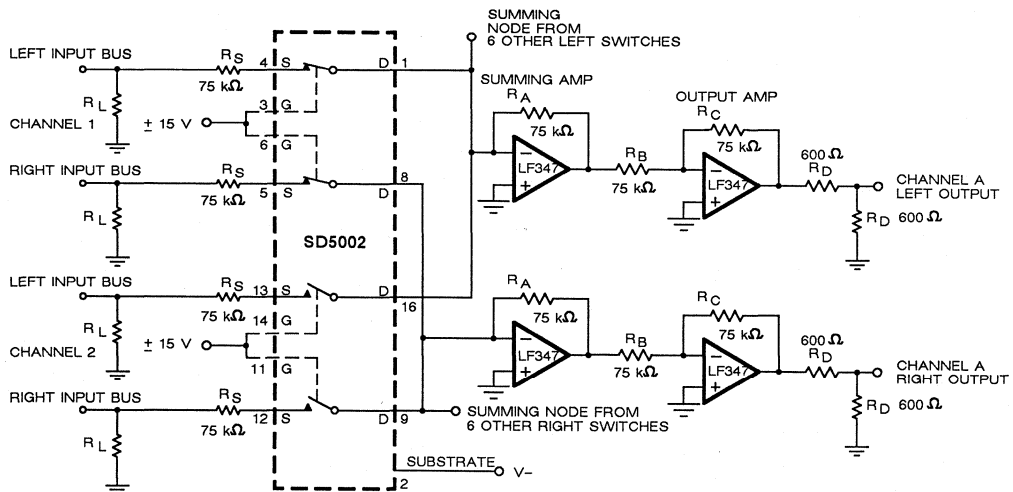 SUMMING
NODE FROM
6 OTHER LEFT SWITCHES
LEFT INPUT BUS
RS
75 kΩ
4 S
D 1
RL
3 G
CHANNEL 1
± 15 V
6 G
RIGHT INPUT BUS
RS
75 kΩ
5 S
8
D
RL
SD5002
SUMMING AMP
RA
75 kΩ
LF347
−
+
RB
75 kΩ
OUTPUT AMP
RC
75 kΩ
−
LF347
+
600 Ω
RD
CHANNEL A
LEFT OUTPUT
RD 600 Ω
LEFT INPUT BUS
RS
75 kΩ
13 S
D
16
RL
14 G
CHANNEL 2
± 15 V
11 G
RIGHT INPUT BUS
RS
75 kΩ
12 S
D 9
RL
RA
75 kΩ
−
LF347
+
RB
75 kΩ
RC
75 kΩ
−
LF347
+
600 Ω
RD
CHANNEL A
RIGHT OUTPUT
RD
600 Ω
SUMMING NODE FROM
6 OTHER RIGHT SWITCHES
SUBSTRATE
V−
2